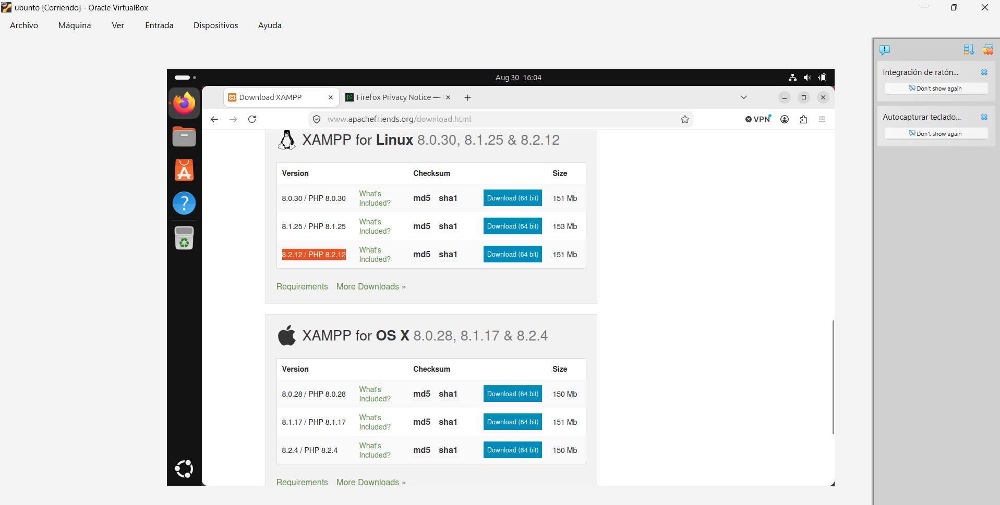 ubunto [Corriendo] - Oracle VirtualBox
Archivo Máquina Ver Entrada Dispositivos Ayuda
Aug 30 16:04
Download XAMPP
Firefox Privacy Notice —
www.apachefriends.org/download.html
VPN
XAMPP for Linux 8.0.30, 8.1.25 & 8.2.12
Version Checksum Size
8.0.30 / PHP 8.0.30 What's Included? md5 sha1 Download (64 bit) 151 Mb
8.1.25 / PHP 8.1.25 What's Included? md5 sha1 Download (64 bit) 153 Mb
8.2.12 / PHP 8.2.12 What's Included? md5 sha1 Download (64 bit) 151 Mb
Requirements More Downloads »
XAMPP for OS X 8.0.28, 8.1.17 & 8.2.4
Version Checksum Size
8.0.28 / PHP 8.0.28 What's Included? md5 sha1 Download (64 bit) 150 Mb
8.1.17 / PHP 8.1.17 What's Included? md5 sha1 Download (64 bit) 151 Mb
8.2.4 / PHP 8.2.4 What's Included? md5 sha1 Download (64 bit) 150 Mb
Requirements More Downloads »
Integración de ratón...
Don't show again
Autocapturar teclado...
Don't show again